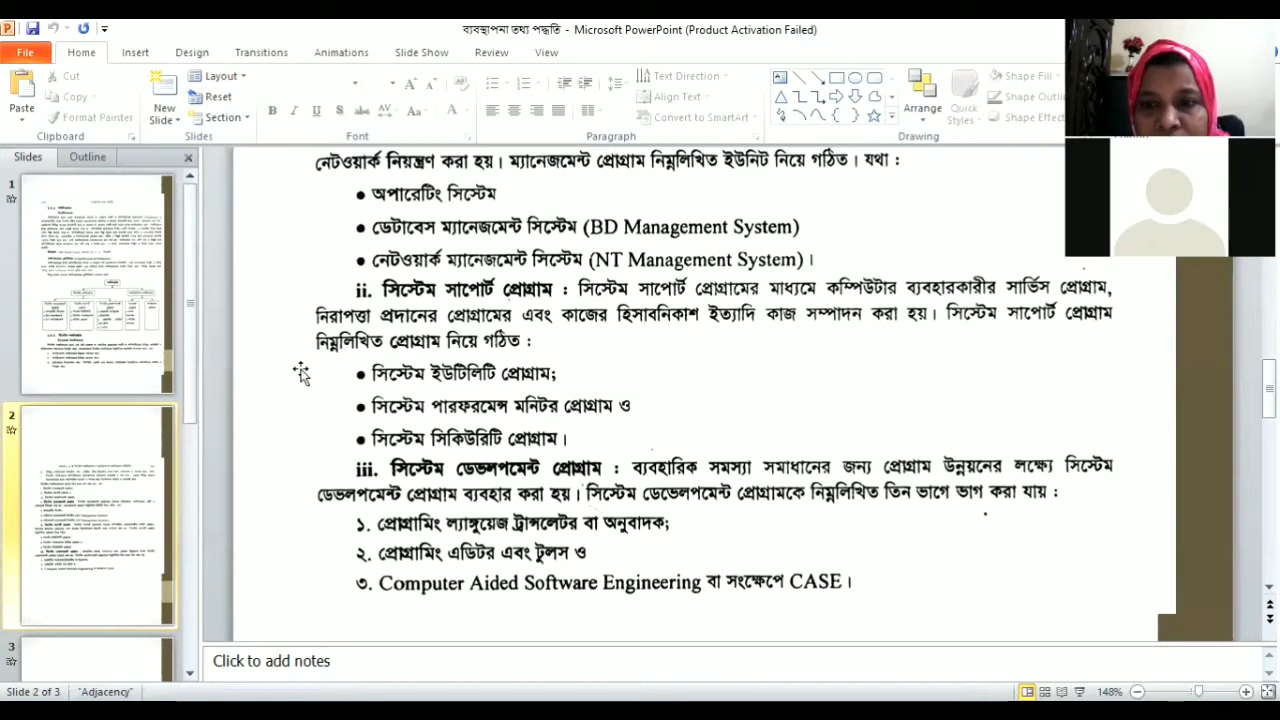 ব্যবস্থাপনা তথ্য পদ্ধতি - Microsoft PowerPoint (Product Activation Failed)
File Home Insert Design Transitions Animations Slide Show Review View
Cut
Copy
Format Painter
Paste
Clipboard
New Slide
Layout
Reset
Section
Slides
Font
Text Direction
Align Text
Convert to SmartArt
Paragraph
Arrange
Quick Styles
Shape Fill
Shape Outli
Shape Effec
Drawing
Slides Outline
1
2
3
নেটওয়ার্ক নিয়ন্ত্রণ করা হয়। ম্যানেজমেন্ট প্রোগ্রাম নিম্নলিখিত ইউনিট নিয়ে গঠিত। যথা :
● অপারেটিং সিস্টেম
● ডেটাবেস ম্যানেজমেন্ট সিস্টেম (BD Management System)
● নেটওয়ার্ক ম্যানেজমেন্ট সিস্টেম (NT Management System)।
ii. সিস্টেম সাপোর্ট প্রোগ্রাম : সিস্টেম সাপোর্ট প্রোগ্রামের মাধ্যমে কম্পিউটার ব্যবহারকারীর সার্ভিস প্রোগ্রাম,
নিরাপত্তা প্রদানের প্রোগ্রামের এবং কাজের হিসাবনিকাশ ইত্যাদি কাজ সম্পাদন করা হয়। সিস্টেম সাপোর্ট প্রোগ্রাম
নিম্নলিখিত প্রোগ্রাম নিয়ে গঠিত :
● সিস্টেম ইউটিলিটি প্রোগ্রাম;
● সিস্টেম পারফরমেন্স মনিটর প্রোগ্রাম ও
● সিস্টেম সিকিউরিটি প্রোগ্রাম।
iii. সিস্টেম ডেভলপমেন্ট প্রোগ্রাম : ব্যবহারিক সমস্যা সমাধানের জন্য প্রোগ্রাম উন্নয়নের লক্ষ্যে সিস্টেম
ডেভলপমেন্ট প্রোগ্রাম ব্যবহার করা হয়। সিস্টেম ডেভেলপমেন্ট প্রোগ্রামকে নিম্নলিখিত তিন ভাগে ভাগ করা যায় :
১. প্রোগ্রামিং ল্যাঙ্গুয়েজ ট্রান্সলেটর বা অনুবাদক;
২. প্রোগ্রামিং এডিটর এবং টুলস ও
৩. Computer Aided Software Engineering বা সংক্ষেপে CASE।
Click to add notes
Slide 2 of 3 "Adjacency" 148%